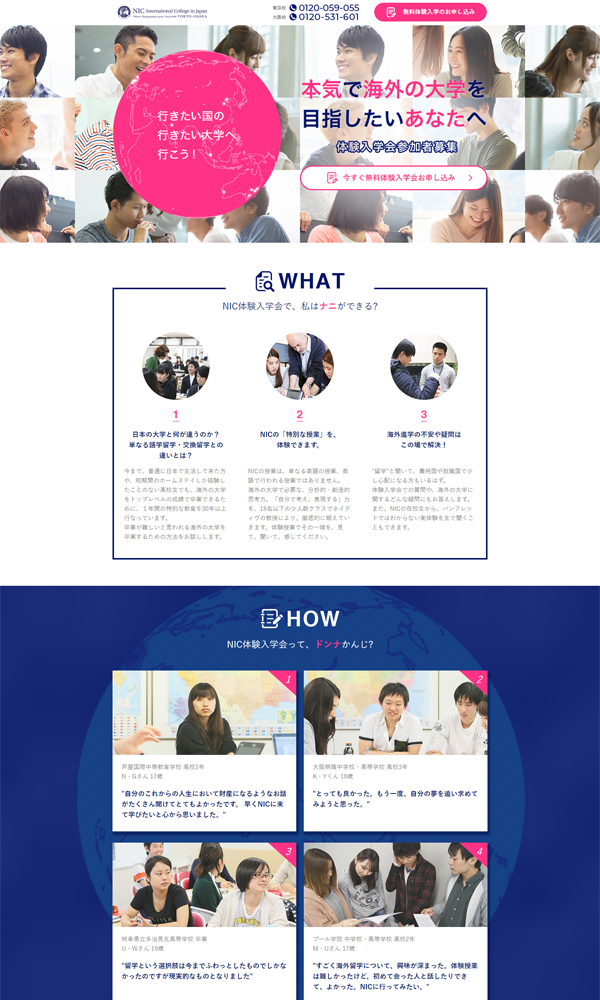 NIC International College in Japan
TOKYO・OSAKA
東京校 0120-059-055
大阪校 0120-531-601
無料体験入学のお申し込み
行きたい国の
行きたい大学へ
行こう！
本気で海外の大学を
目指したいあなたへ
体験入学会参加者募集
今すぐ無料体験入学会お申し込み
WHAT
NIC体験入学会で、私はナニができる?
1
日本の大学と何が違うのか？
単なる語学留学・交換留学との
違いとは？
今まで、普通に日本で生活して来た方
や、短期間のホームステイしか経験し
たことのない高校生でも、海外の大学
をトップレベルの成績で卒業できるた
めに、１年間の特別な教育を30年以上
行なっています。
卒業が難しいと言われる海外の大学を
卒業するための方法をお話しします。
2
NICの「特別な授業」を、
体験できます。
NICの授業は、単なる英語の授業、英
語で行われる授業ではありません。
海外の大学で必要な、分析的・創造的
思考力、「自分で考え、表現する」力
を、18名以下の少人数クラスでネイテ
ィヴの教授により、徹底的に鍛えてい
きます。体験授業でその一端を、見
て、聞いて、感じてください。
3
海外進学の不安や疑問は
この場で解決！
"留学"と聞いて、費用面や就職面で少
し心配になる方もいるはず。
体験入学会での質問や、海外の大学に
関するどんな疑問にもお答えします。
また、NICの在校生から、パンフレッ
トではわからない実体験を生で聞くこ
ともできます。
HOW
NIC体験入学会って、ドンナかんじ?
1
芦屋国際中等教育学校 高校2年
N・Gさん 17歳
"自分のこれからの人生において財産になるようなお話
がたくさん聞けてとてもよかったです。 早くNICに来
て学びたいと心から思いました。"
2
大阪桐蔭中学校・高等学校 高校3年
K・Yくん 18歳
"とっても良かった。もう一度、自分の夢を追い求めて
みようと思った。"
3
岐阜県立多治見北高等学校 卒業
U・Wさん 19歳
"留学という選択肢は今までふわっとしたものでしかな
かったのですが現実的なものとなりました"
4
プール学院 中学校・高等学校 高校2年
M・Uさん 17歳
"すごく海外留学について、興味が深まった。体験授業
は難しかったけど、初めて会った人と話したりでき
て、よかった。NICに行ってみたい。"